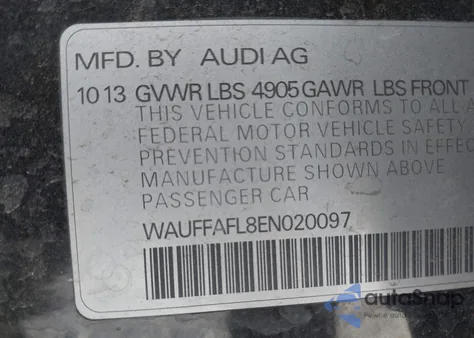 MFD. BY AUDI AG
10 13 GVWR LBS 4905 GAWR LBS FRONT
THIS VEHICLE CONFORMS TO ALL
FEDERAL MOTOR VEHICLE SAFETY
PREVENTION STANDARDS IN EFFEC
MANUFACTURE SHOWN ABOVE
PASSENGER CAR
WAUFFAFL8EN020097
autoSnap